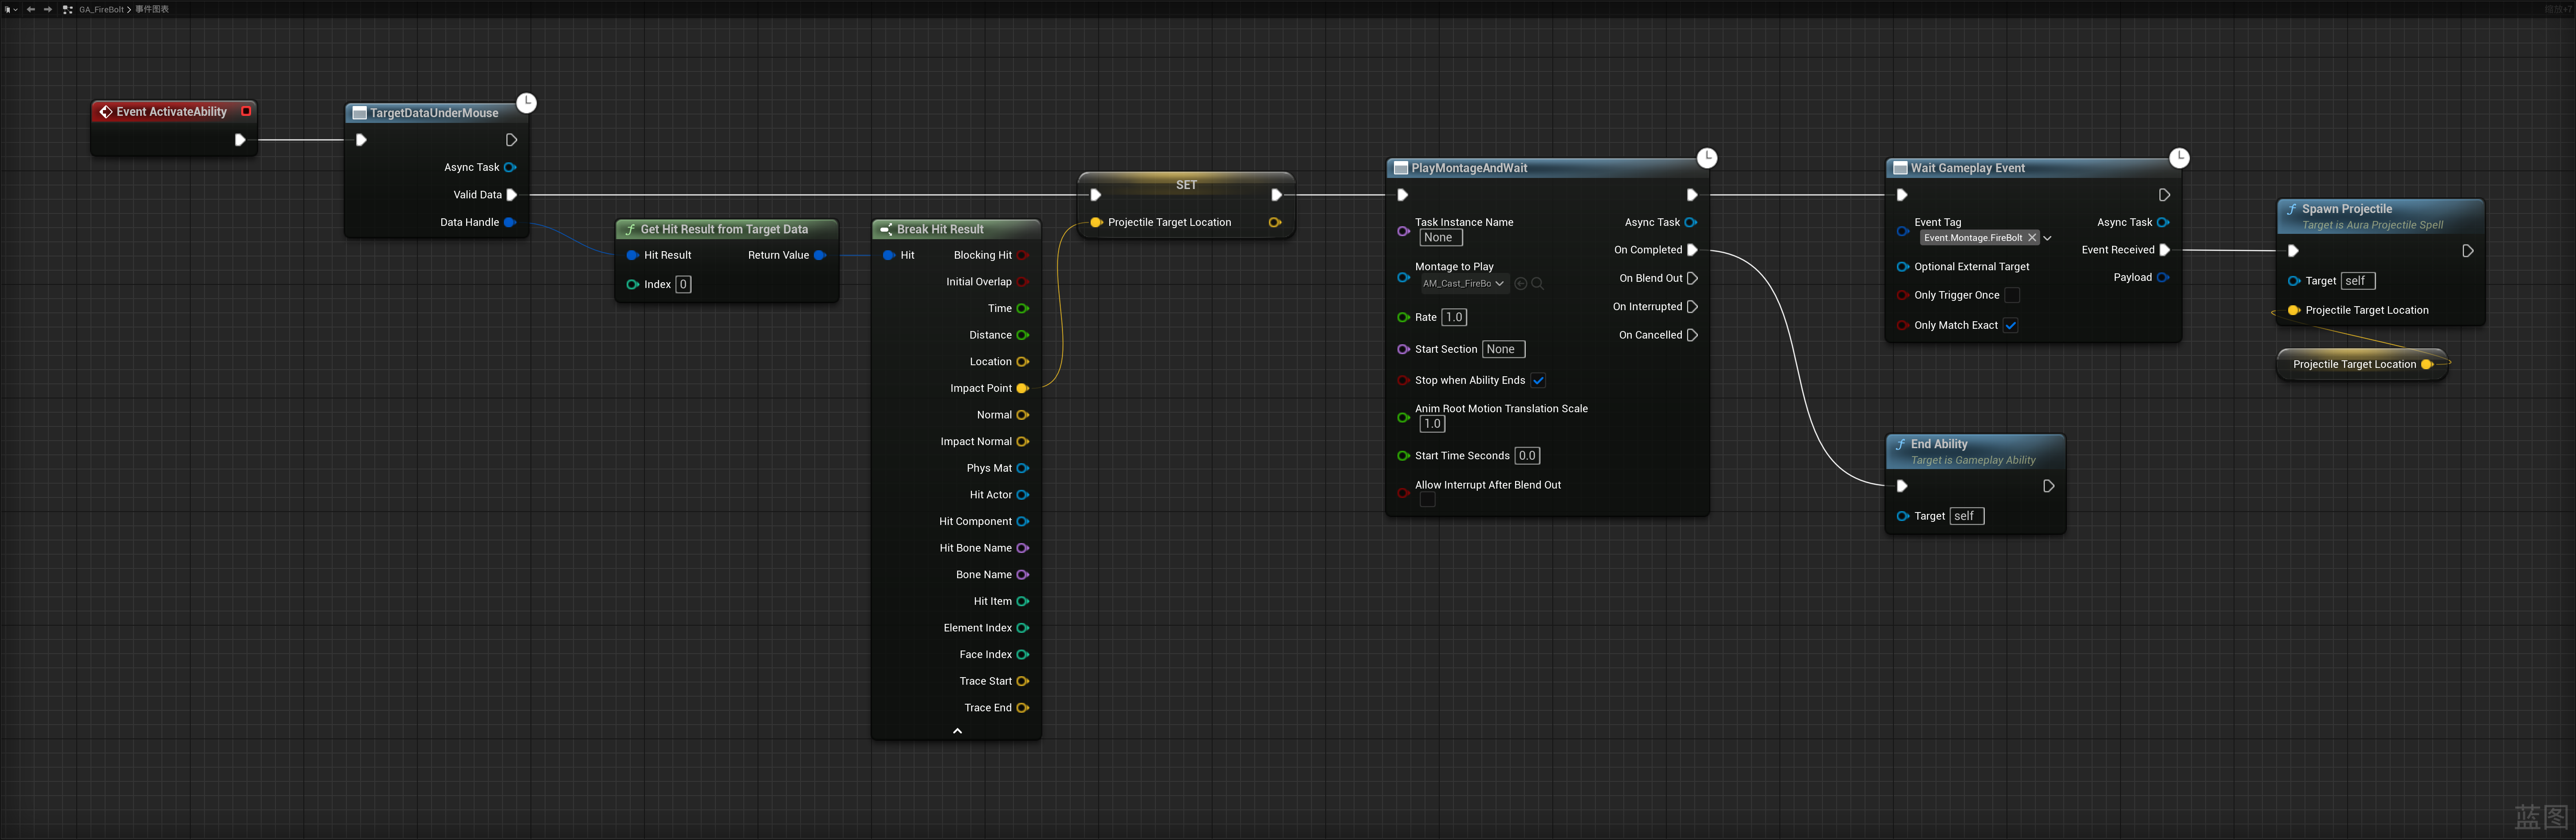 GA_FireBolt > 事件图表
缩放+7
Event ActivateAbility
TargetDataUnderMouse
Async Task
Valid Data
Data Handle
Get Hit Result from Target Data
Hit Result
Return Value
Index 0
Break Hit Result
Hit
Blocking Hit
Initial Overlap
Time
Distance
Location
Impact Point
Normal
Impact Normal
Phys Mat
Hit Actor
Hit Component
Hit Bone Name
Bone Name
Hit Item
Element Index
Face Index
Trace Start
Trace End
SET
Projectile Target Location
PlayMontageAndWait
Task Instance Name
None
Async Task
On Completed
Montage to Play
AM_Cast_FireBo
On Blend Out
On Interrupted
Rate 1.0
On Cancelled
Start Section None
Stop when Ability Ends
Anim Root Motion Translation Scale
1.0
Start Time Seconds 0.0
Allow Interrupt After Blend Out
Wait Gameplay Event
Event Tag
Event.Montage.FireBolt
Async Task
Event Received
Optional External Target
Payload
Only Trigger Once
Only Match Exact
Spawn Projectile
Target is Aura Projectile Spell
Target self
Projectile Target Location
Projectile Target Location
End Ability
Target is Gameplay Ability
Target self
蓝图